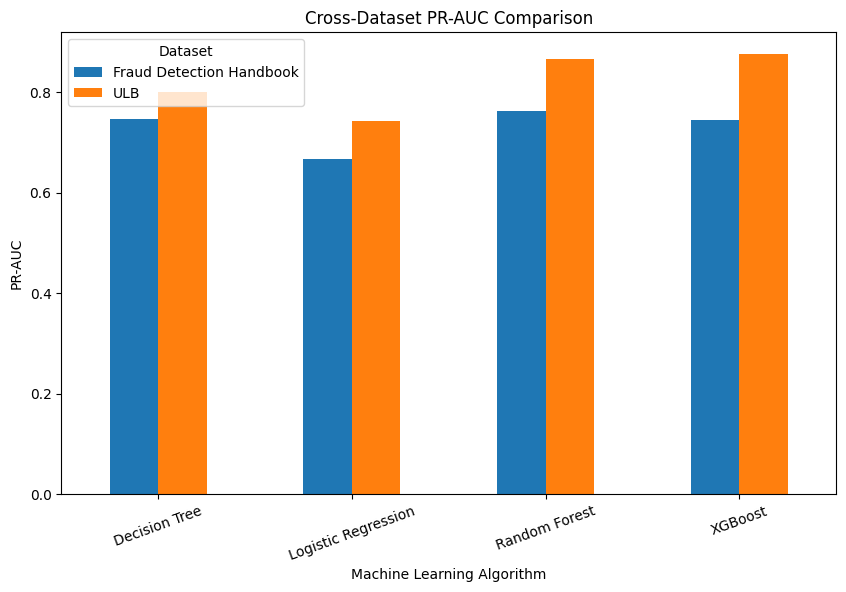 Cross-Dataset PR-AUC Comparison
Dataset
Fraud Detection Handbook
ULB
0.8
0.6
0.4
0.2
0.0
PR-AUC
Decision Tree
Logistic Regression
Random Forest
XGBoost
Machine Learning Algorithm